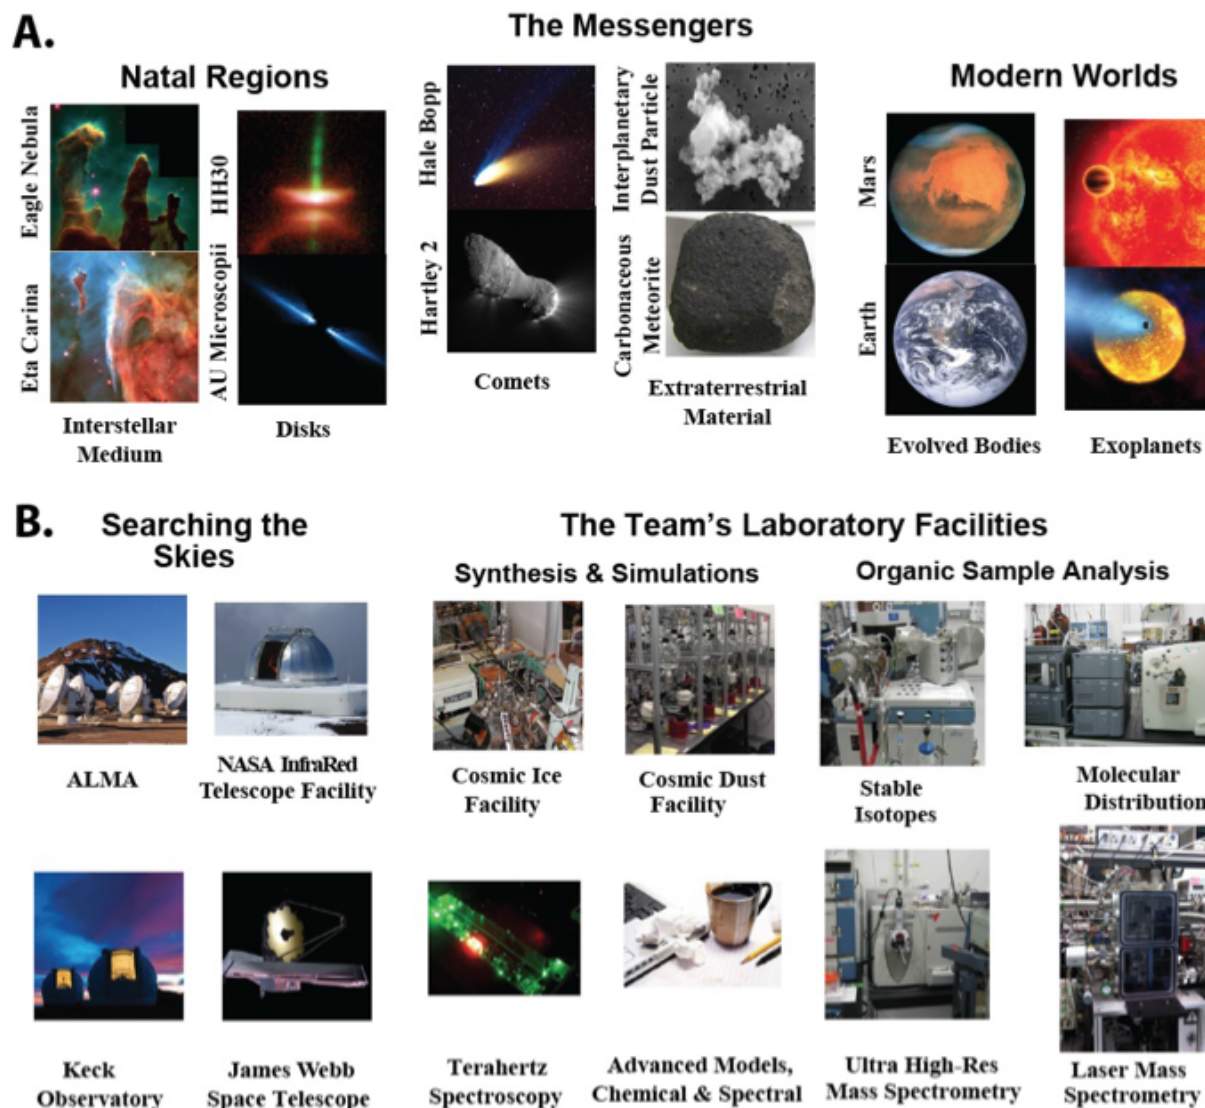 A.
The Messengers
Natal Regions
Modern Worlds
Eagle Nebula
HH30
Hale Bopp
Interplanetary
Dust Particle
Mars
Eta Carina
AU Microscopii
Hartley 2
Carbonaceous
Meteorite
Earth
Interstellar
Medium
Disks
Comets
Extraterrestrial
Material
Evolved Bodies
Exoplanets
B.
Searching the
Skies
The Team's Laboratory Facilities
Synthesis & Simulations
Organic Sample Analysis
ALMA
NASA InfraRed
Telescope Facility
Cosmic Ice
Facility
Cosmic Dust
Facility
Stable
Isotopes
Molecular
Distribution
Keck
Observatory
James Webb
Space Telescope
Terahertz
Spectroscopy
Advanced Models,
Chemical & Spectral
Ultra High-Res
Mass Spectrometry
Laser Mass
Spectrometry